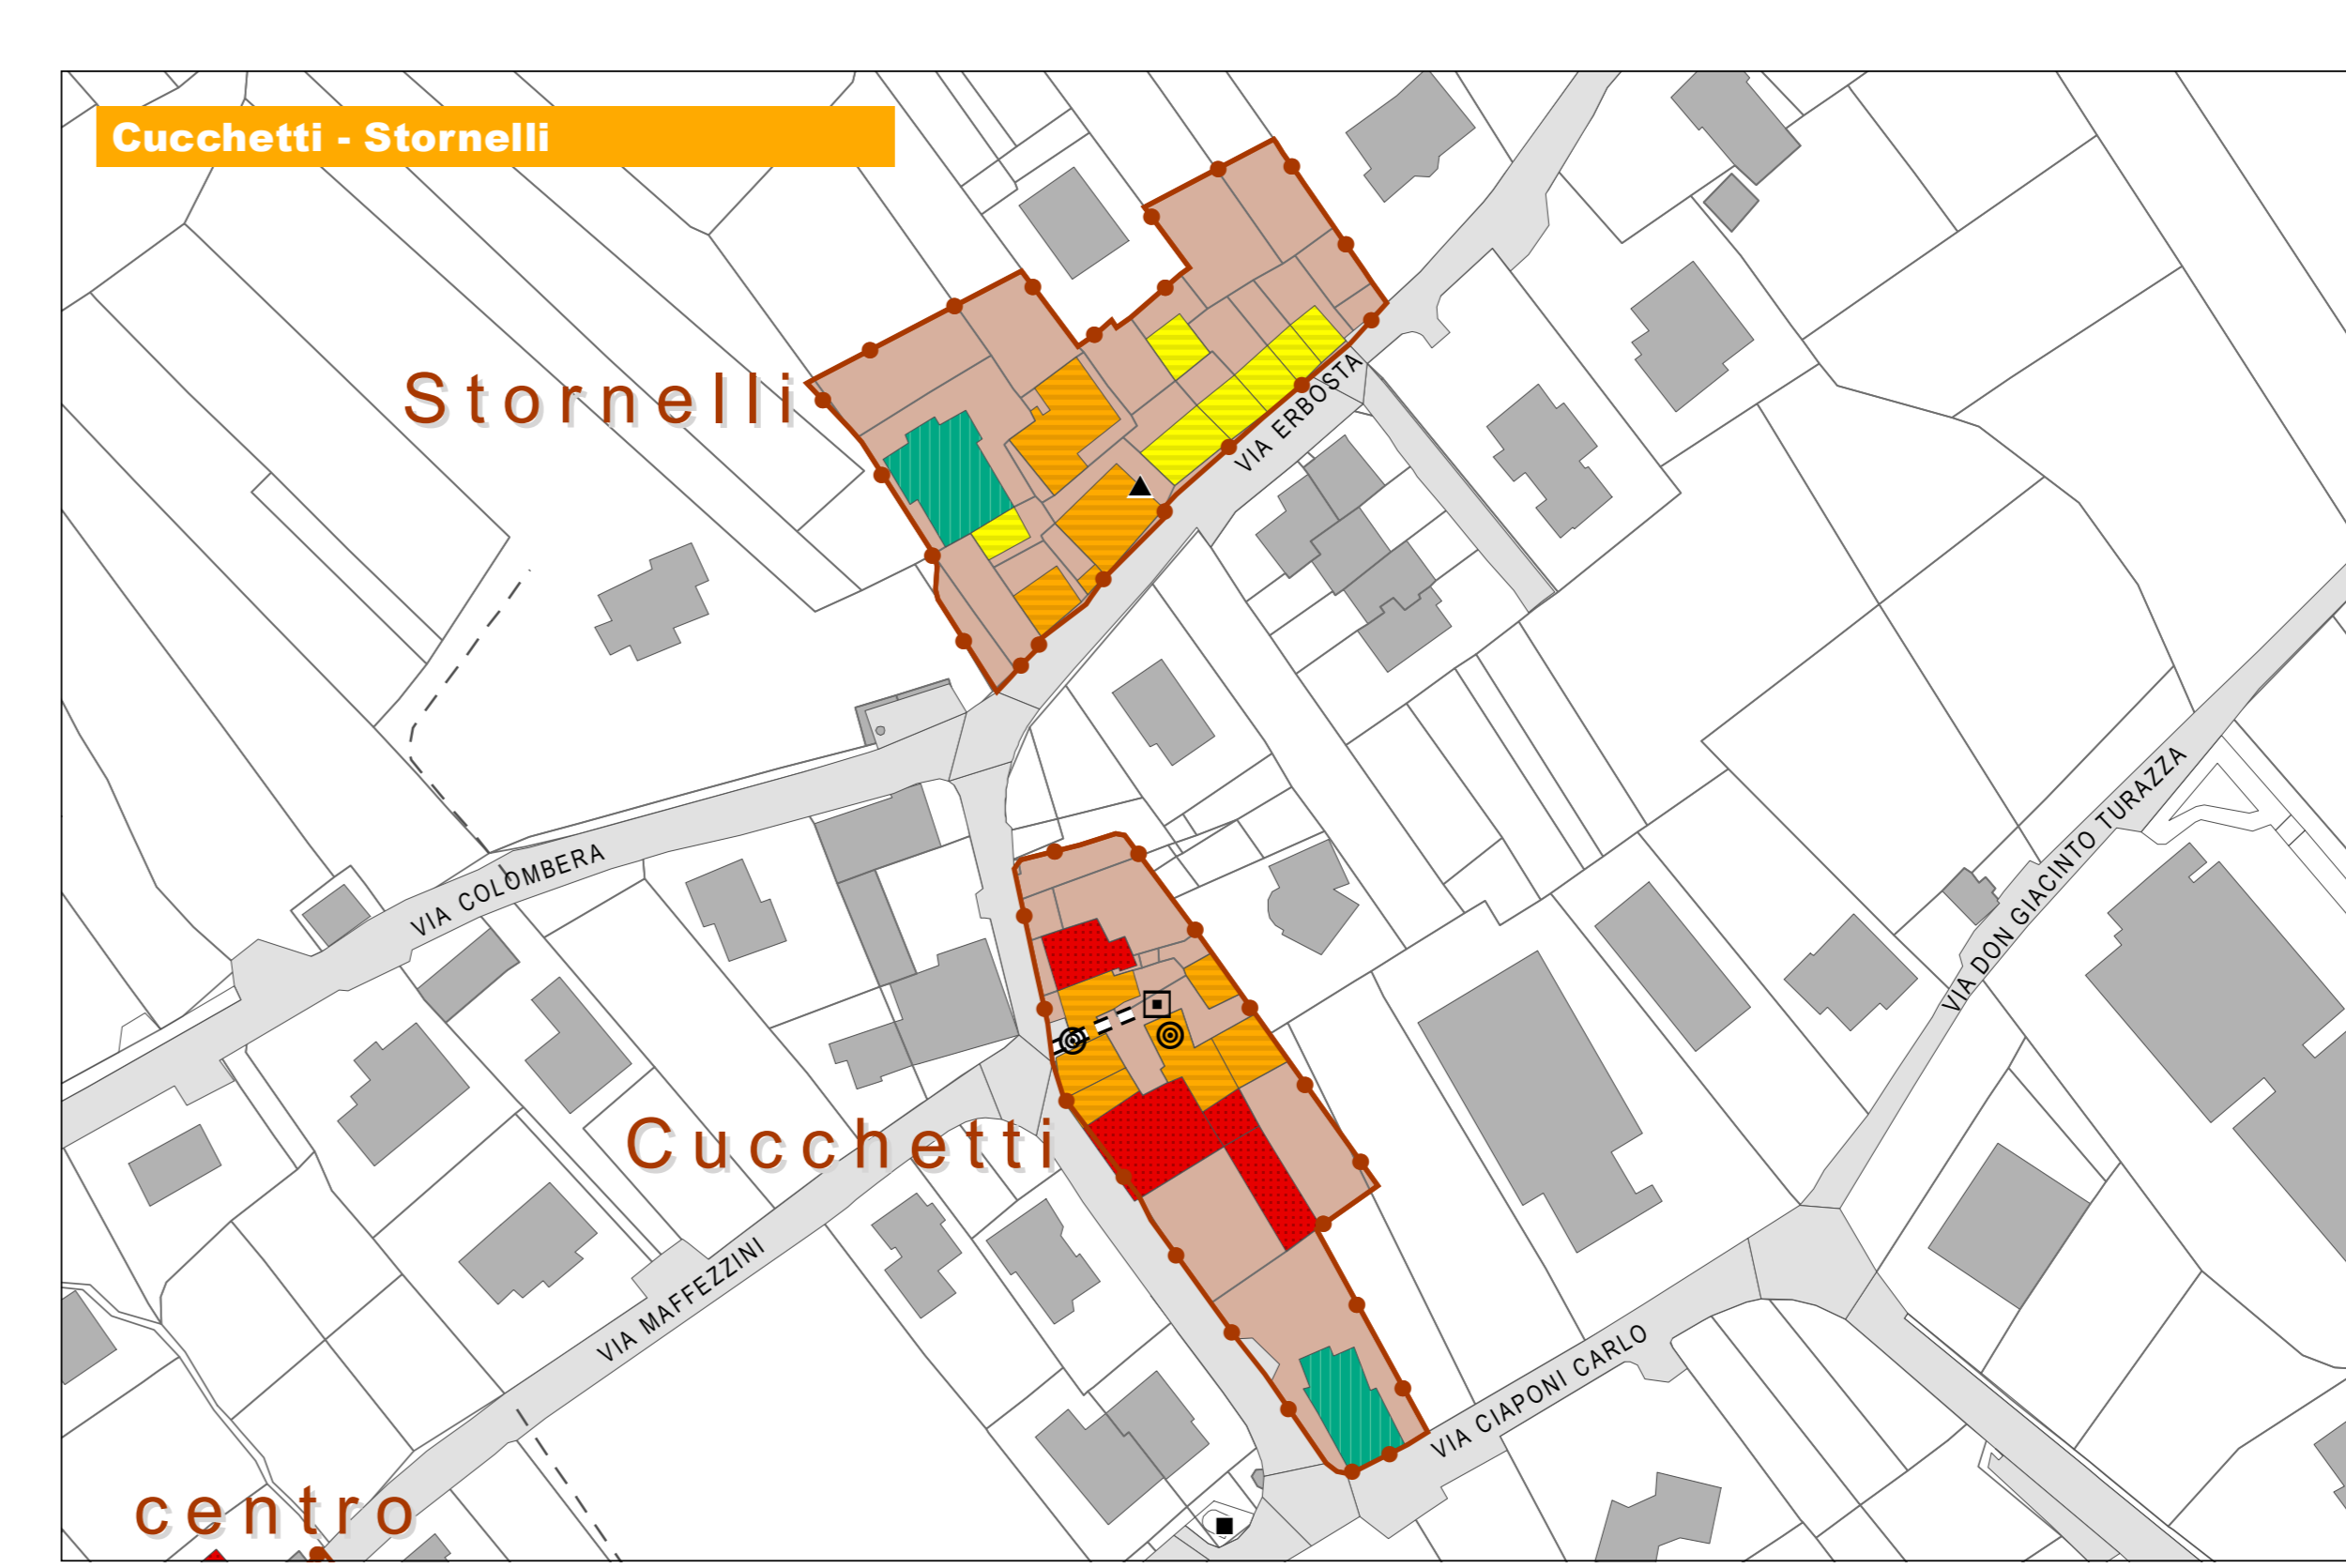 Cucchetti - Stornelli
Stornelli
VIA ERBOSTA
VIA COLOMBERA
VIA DON GIACINTO TURAZZA
Cucchetti
VIA MAFFEZZINI
VIA CIAPONI CARLO
centro